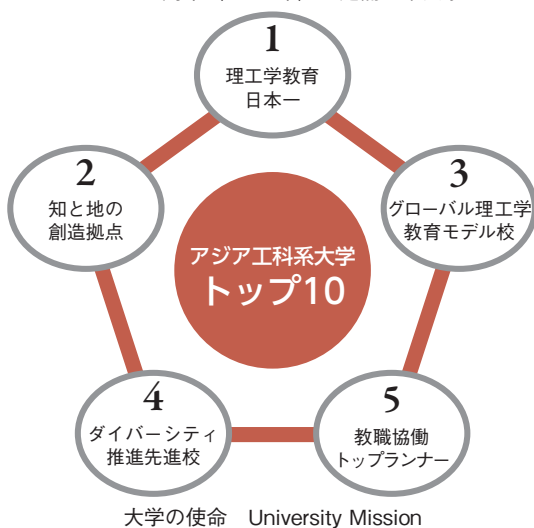 1
理工学教育
日本一
2
知と地の
創造拠点
3
グローバル理工学
教育モデル校
アジア工科系大学
トップ10
4
ダイバーシティ
推進先進校
5
教職協働
トップランナー
大学の使命　University Mission